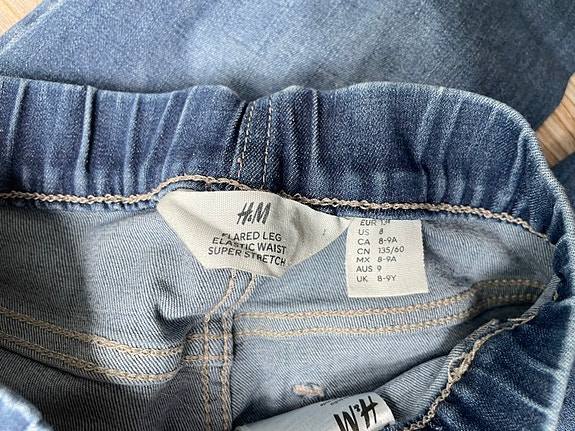 H&M
FLARED LEG
ELASTIC WAIST
SUPER STRETCH
EUR
US 8
CA 8-9A
CN 135/60
MX 8-9A
AUS 9
UK 8-9Y
H&M